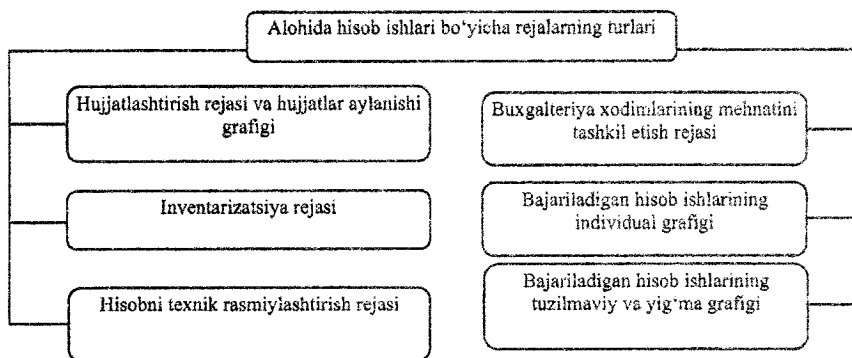 Alohida hisob ishlari bo‘yicha rejalarning turlari
Hujjatlashtirish rejasi va hujjatlar aylanishi
grafigi
Inventarizatsiya rejasi
Hisobni texnik rasmiylashtirish rejasi
Buxgalteriya xodimlarining mehnatini
tashkil etish rejasi
Bajariladigan hisob ishlarining
individual grafigi
Bajariladigan hisob ishlarining
tuzilmaviy va yig‘ma grafigi